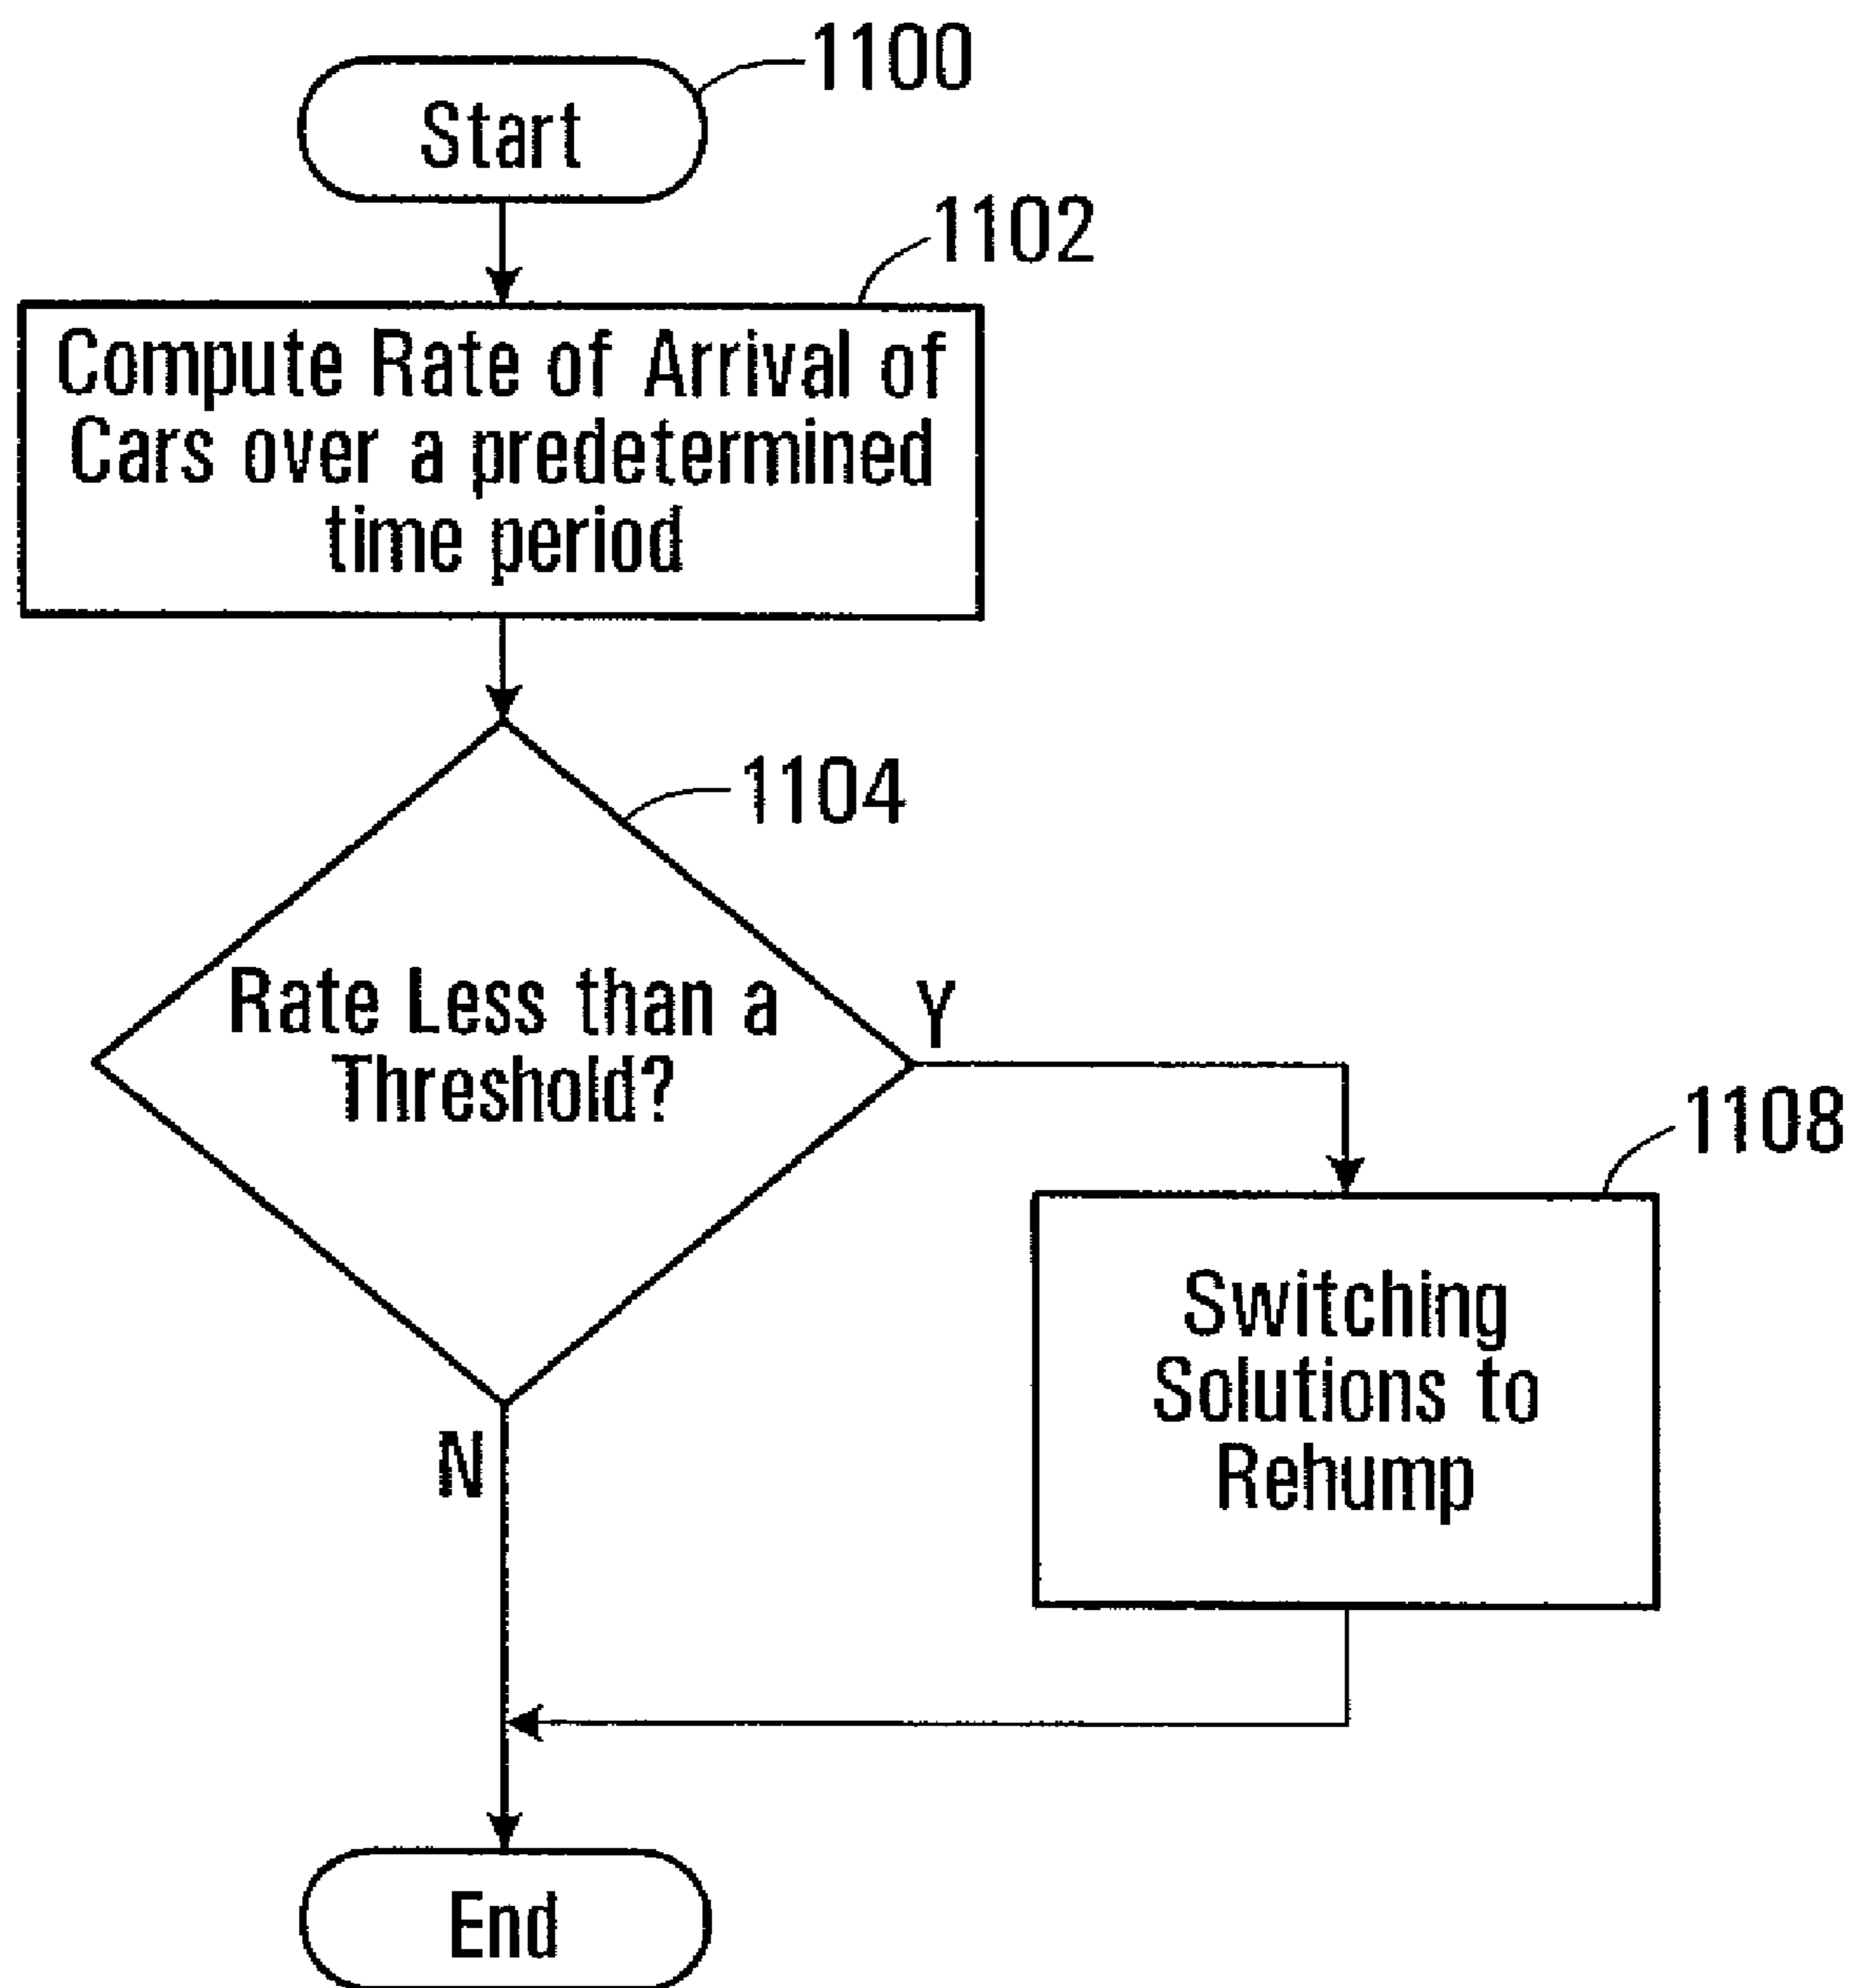 1100
Start
1102
Compute Rate of Arrival of
Cars over a predetermined
time period
1104
Rate Less than a
Threshold?
Y
1108
Switching
Solutions to
Rehump
N
End